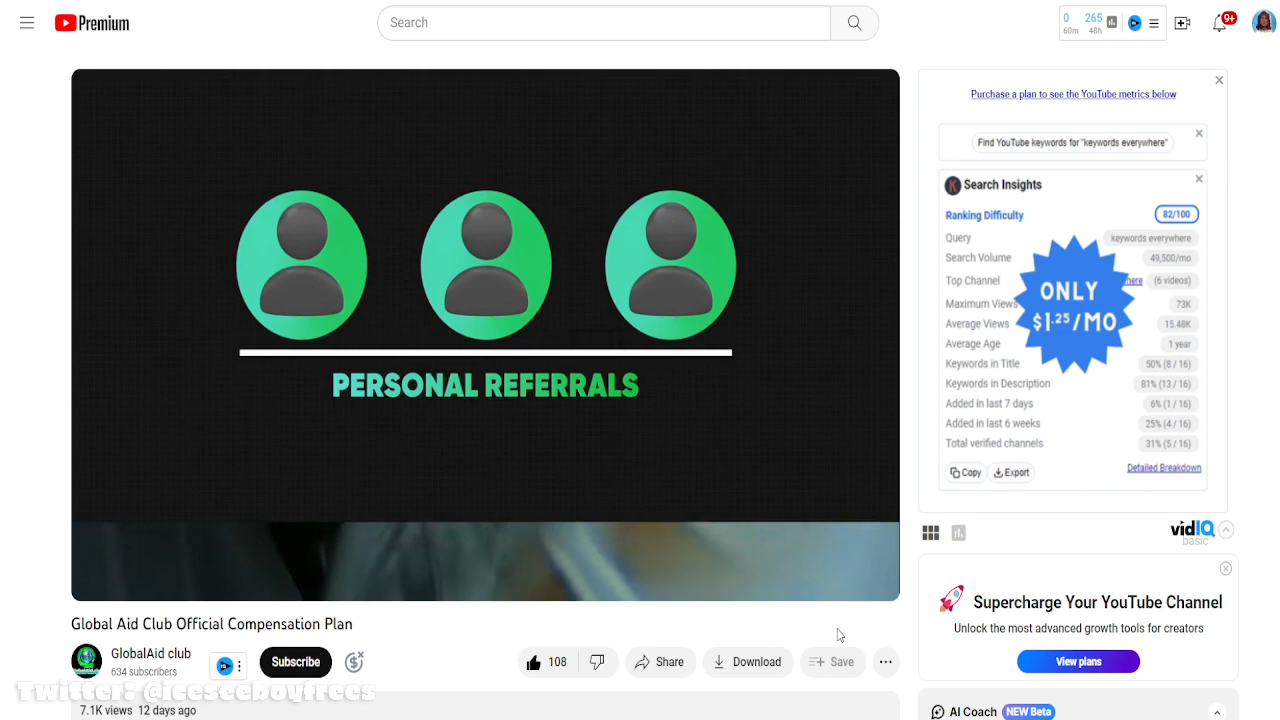 Premium
Search
0 265
60m 48h
9+
PERSONAL REFERRALS
Global Aid Club Official Compensation Plan
GlobalAid club
634 subscribers
Subscribe
108
Share
Download
Save
7.1K views 12 days ago
Twitter: @iceseeboyfrees
Purchase a plan to see the YouTube metrics below
Find YouTube keywords for "keywords everywhere"
K Search Insights
Ranking Difficulty 82/100
Query keywords everywhere
Search Volume 49,500/mo
Top Channel (6 videos)
Maximum Views 73K
Average Views 15.48K
Average Age 1 year
Keywords in Title 50% (8 / 16)
Keywords in Description 81% (13 / 16)
Added in last 7 days 6% (1 / 16)
Added in last 6 weeks 25% (4 / 16)
Total verified channels 31% (5 / 16)
ONLY
$1.25/MO
Copy Export Detailed Breakdown
vidIQ
basic
Supercharge Your YouTube Channel
Unlock the most advanced growth tools for creators
View plans
AI Coach NEW Beta